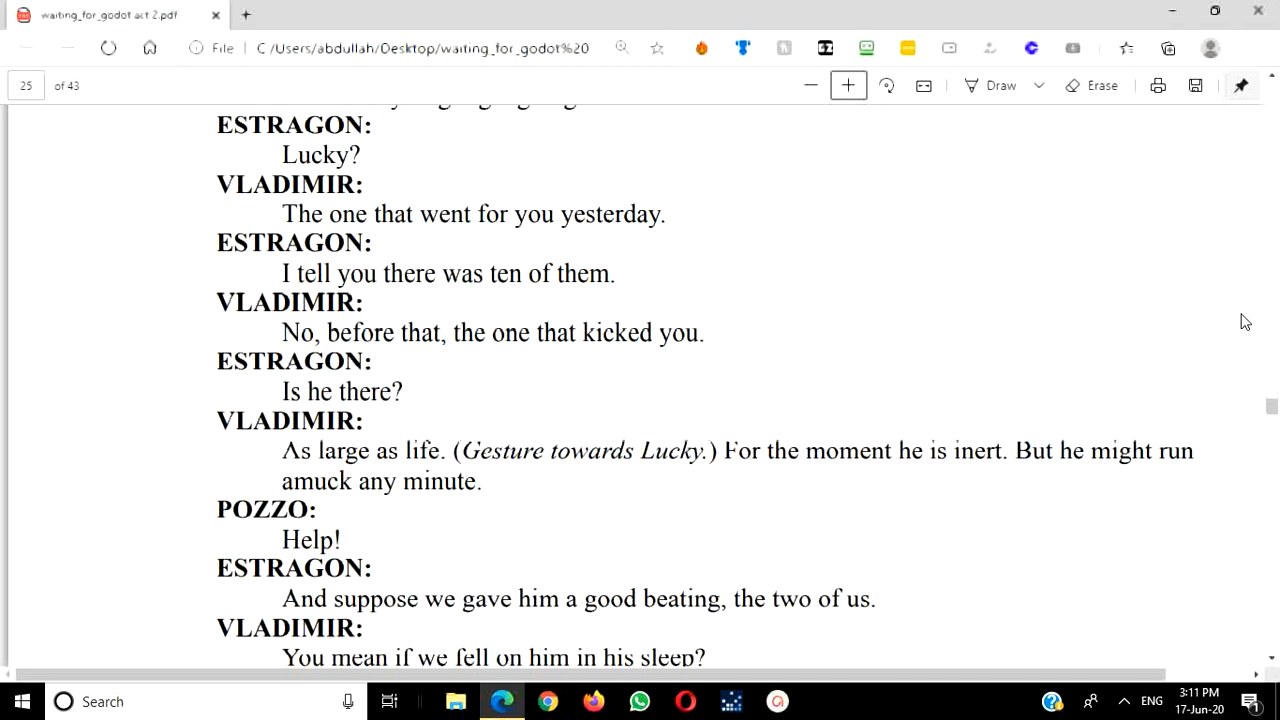 waiting_for_godot act 2.pdf
File | C /Users/abdullah/Desktop/waiting_for_godot%20
25 of 43 Draw Erase
ESTRAGON:
Lucky?
VLADIMIR:
The one that went for you yesterday.
ESTRAGON:
I tell you there was ten of them.
VLADIMIR:
No, before that, the one that kicked you.
ESTRAGON:
Is he there?
VLADIMIR:
As large as life. (Gesture towards Lucky.) For the moment he is inert. But he might run
amuck any minute.
POZZO:
Help!
ESTRAGON:
And suppose we gave him a good beating, the two of us.
VLADIMIR:
You mean if we fell on him in his sleep?
Search ENG 3:11 PM
17-Jun-20